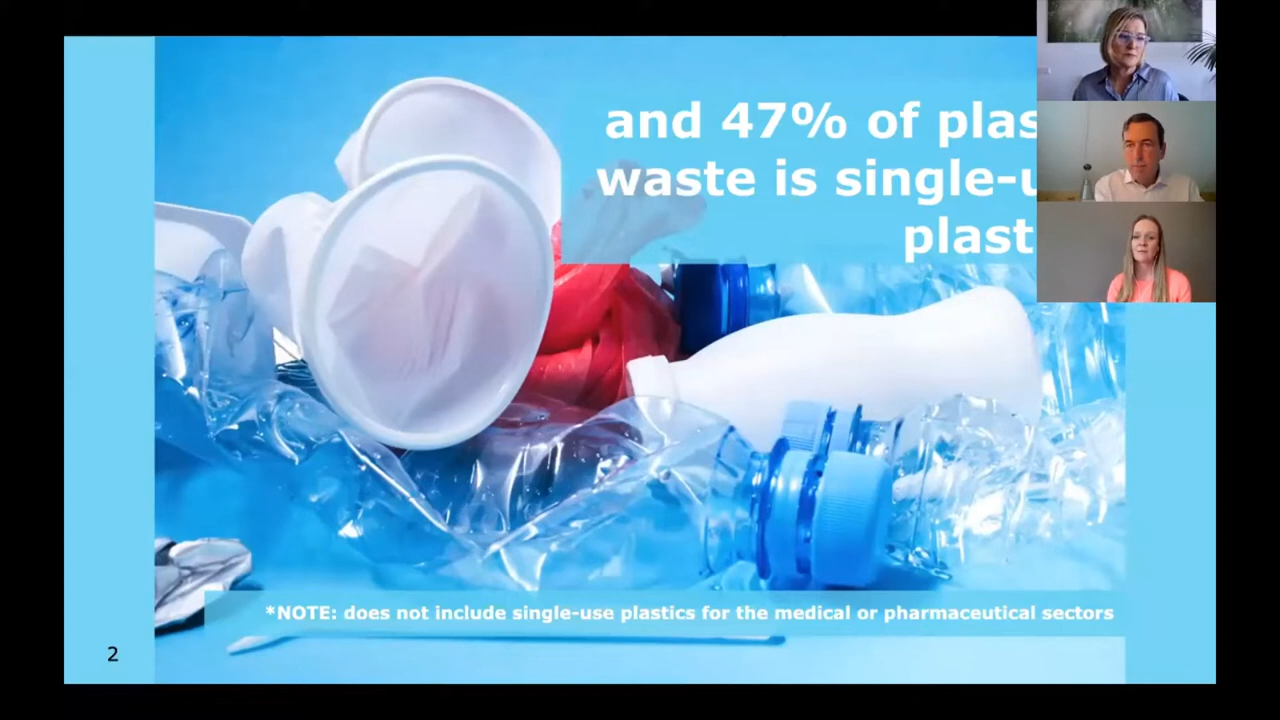 and 47% of plas
waste is single-u
plast
*NOTE: does not include single-use plastics for the medical or pharmaceutical sectors
2